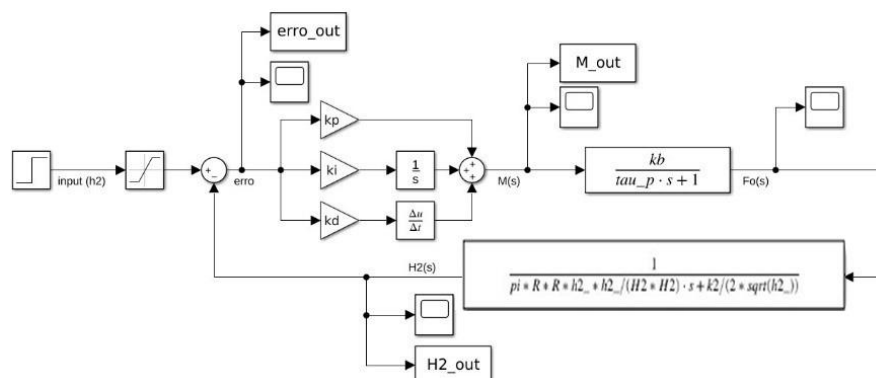 erro_out
M_out
kp
input (h2)
+
-
erro
ki
1
s
+
+
+
M(s)
kb
tau_p · s + 1
Fo(s)
kd
Δu
Δt
H2(s)
1
pi * R * R * h2_ * h2_/(H2 * H2) · s + k2/(2 * sqrt(h2_))
H2_out